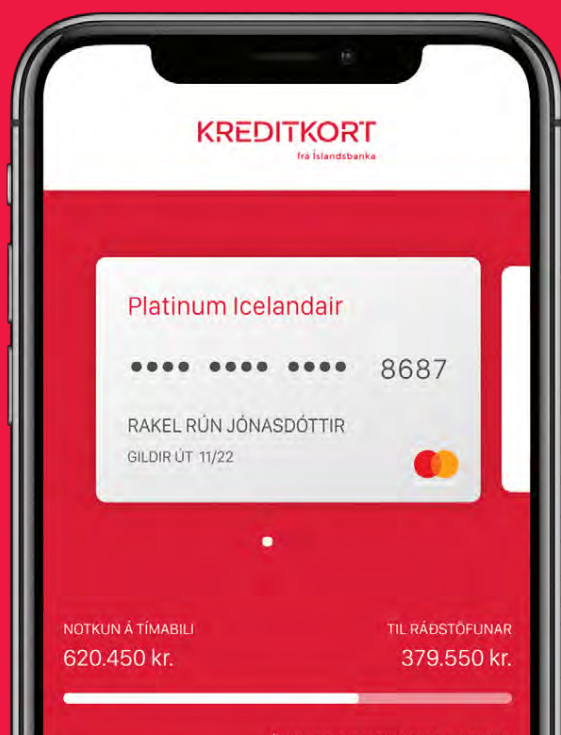 KREDITKORT
frá Íslandsbanka
Platinum Icelandair
•••• •••• •••• 8687
RAKEL RÚN JÓNASDÓTTIR
GILDIR ÚT 11/22
NOTKUN Á TÍMABILI
TIL RÁÐSTÖFUNAR
620.450 kr.
379.550 kr.